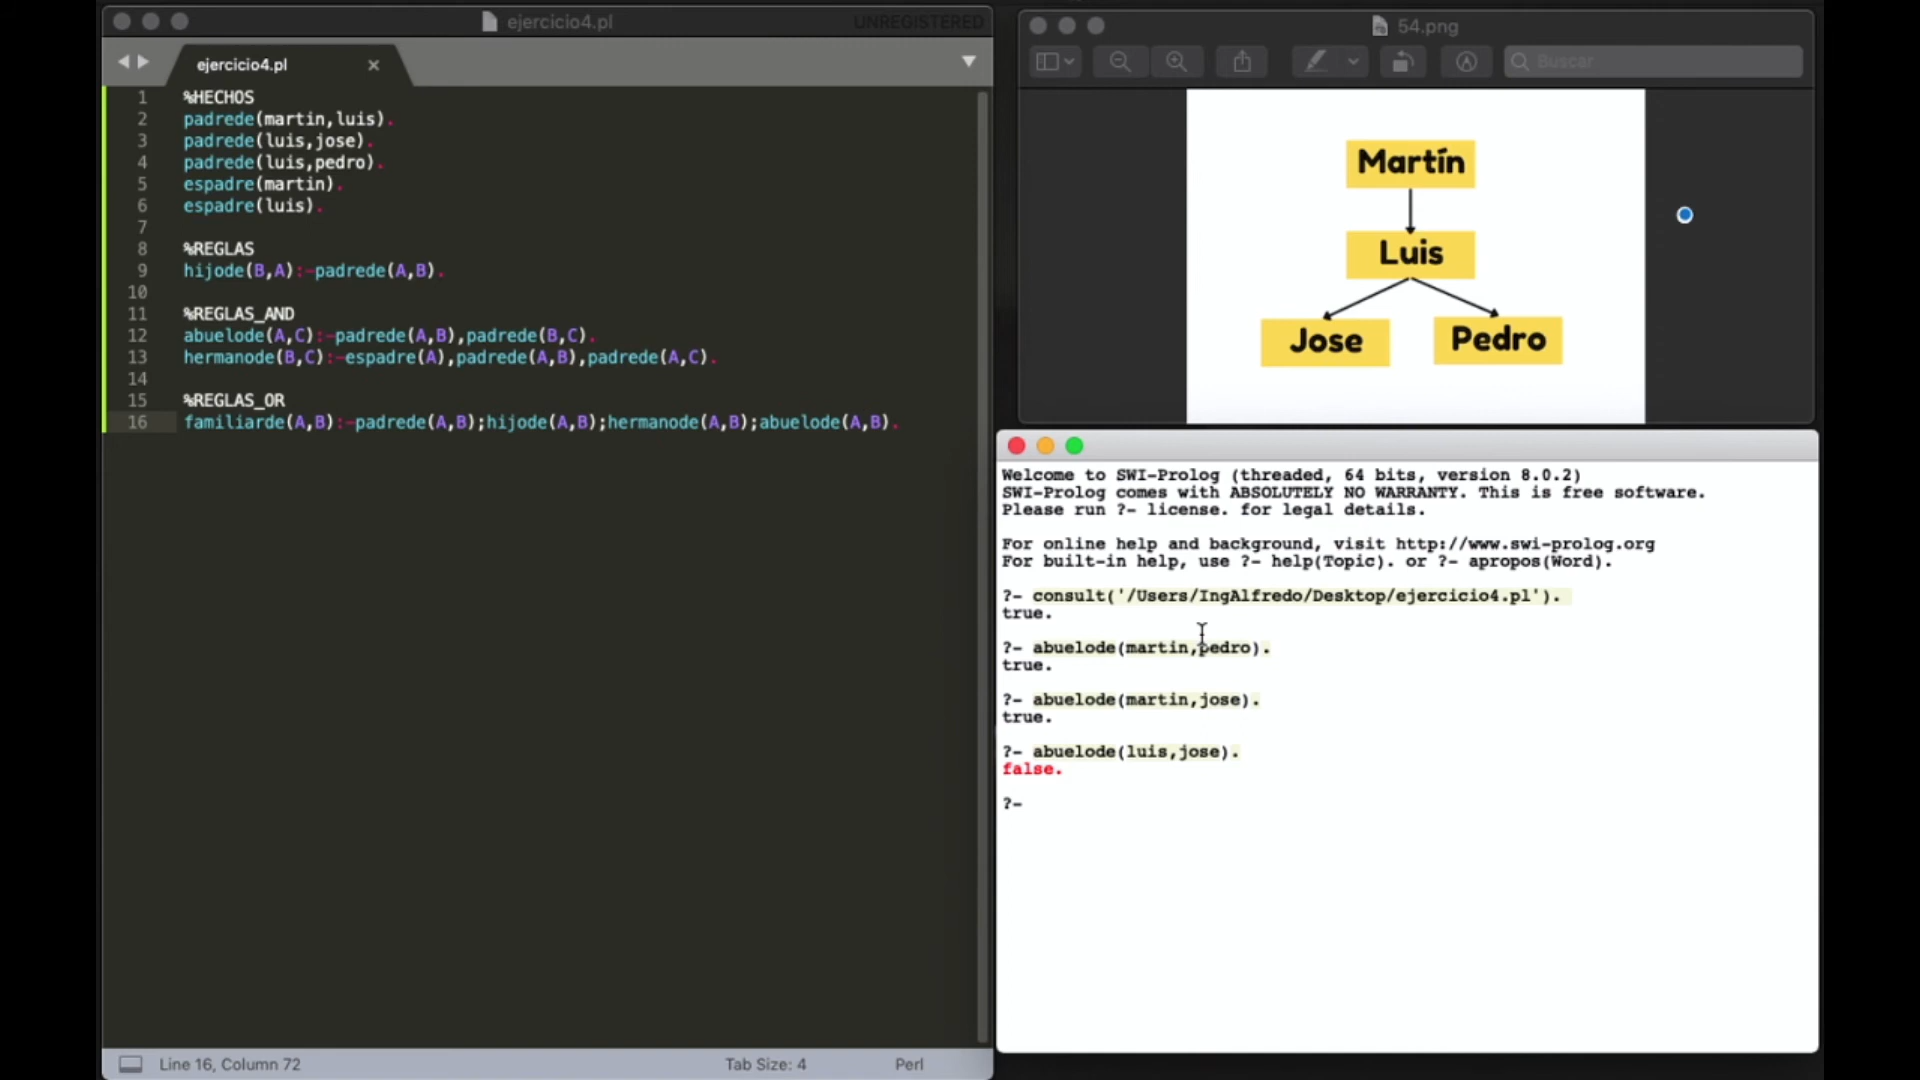 ejercicio4.pl
UNREGISTERED
ejercicio4.pl
1 %HECHOS
2 padrede(martin,luis).
3 padrede(luis,jose).
4 padrede(luis,pedro).
5 espadre(martin).
6 espadre(luis).
7
8 %REGLAS
9 hijode(B,A):-padrede(A,B).
10
11 %REGLAS_AND
12 abuelode(A,C):-padrede(A,B),padrede(B,C).
13 hermanode(B,C):-espadre(A),padrede(A,B),padrede(A,C).
14
15 %REGLAS_OR
16 familiarde(A,B):-padrede(A,B);hijode(A,B);hermanode(A,B);abuelode(A,B).
Line 16, Column 72
Tab Size: 4
Perl
54.png
Buscar
Martín
Luis
Jose
Pedro
Welcome to SWI-Prolog (threaded, 64 bits, version 8.0.2)
SWI-Prolog comes with ABSOLUTELY NO WARRANTY. This is free software.
Please run ?- license. for legal details.
For online help and background, visit http://www.swi-prolog.org
For built-in help, use ?- help(Topic). or ?- apropos(Word).
?- consult('/Users/IngAlfredo/Desktop/ejercicio4.pl').
true.
?- abuelode(martin,pedro).
true.
?- abuelode(martin,jose).
true.
?- abuelode(luis,jose).
false.
?-